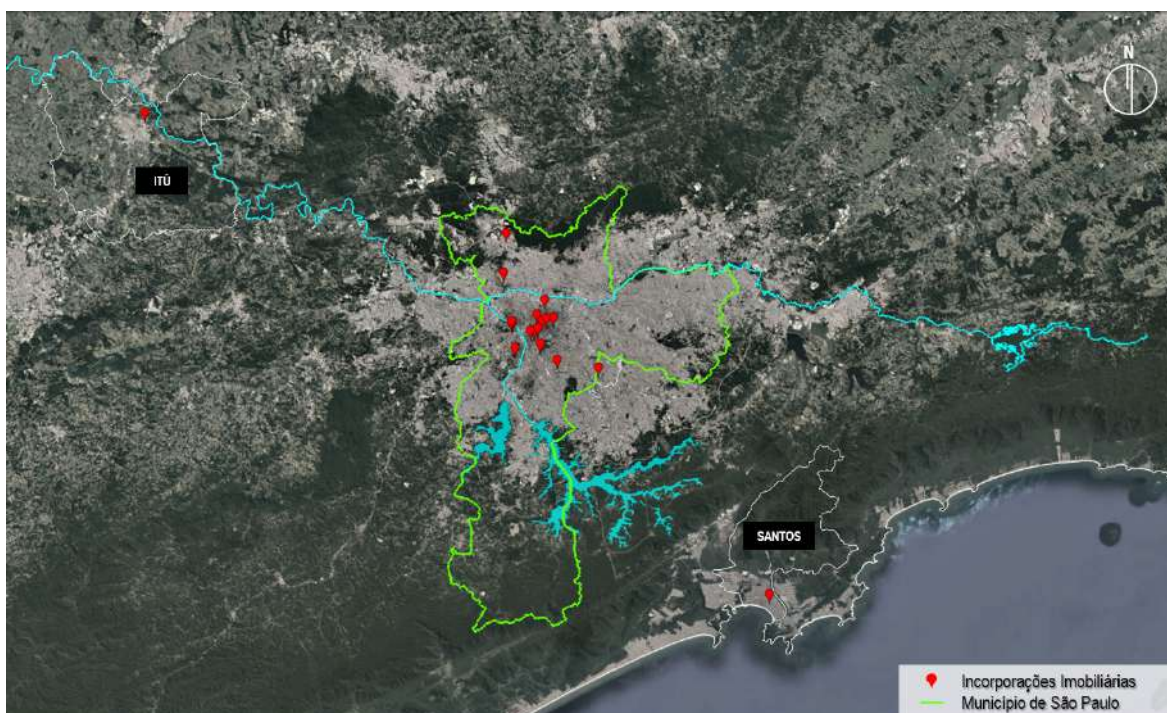 N
ITÚ
SANTOS
Incorporações Imobiliárias
Município de São Paulo